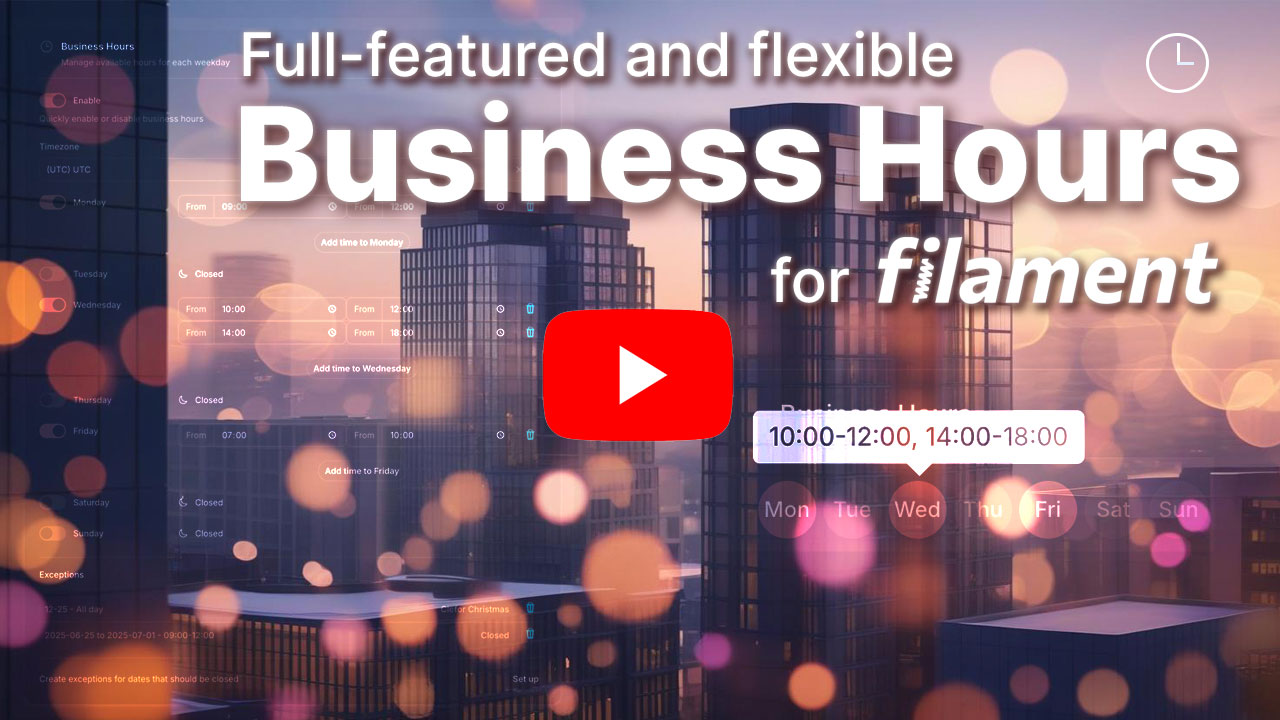 Full-featured and flexible
Business Hours
for filament
Business Hours
Manage available hours for each weekday
Enable
Quickly enable or disable business hours
Timezone
(UTC) UTC
Monday
From 09:00 From 12:00
Add time to Monday
Tuesday Closed
Wednesday From 10:00 From 12:00
From 14:00 From 18:00
Add time to Wednesday
Thursday Closed
Friday From 07:00 From 10:00
Add time to Friday
Saturday Closed
Sunday Closed
Exceptions
12-25 - All day for Christmas
2025-06-25 to 2025-07-01 - 09:00-12:00 Closed
Create exceptions for dates that should be closed Set up
Business Hours
10:00-12:00, 14:00-18:00
Mon Tue Wed Thu Fri Sat Sun